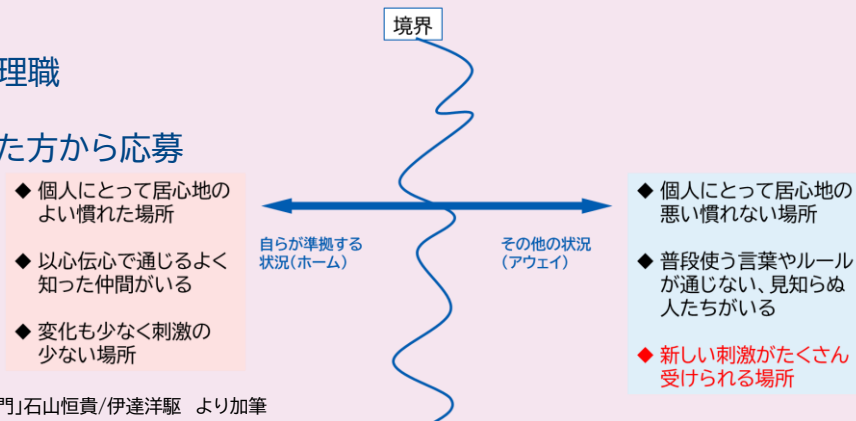 境界
理職
た方から応募
◆ 個人にとって居心地の
よい慣れた場所
◆ 以心伝心で通じるよく
知った仲間がいる
◆ 変化も少なく刺激の
少ない場所
自らが準拠する
状況(ホーム)
その他の状況
(アウェイ)
◆ 個人にとって居心地の
悪い慣れない場所
◆ 普段使う言葉やルール
が通じない、見知らぬ
人たちがいる
◆ 新しい刺激がたくさん
受けられる場所
門」石山恒貴/伊達洋駆 より加筆